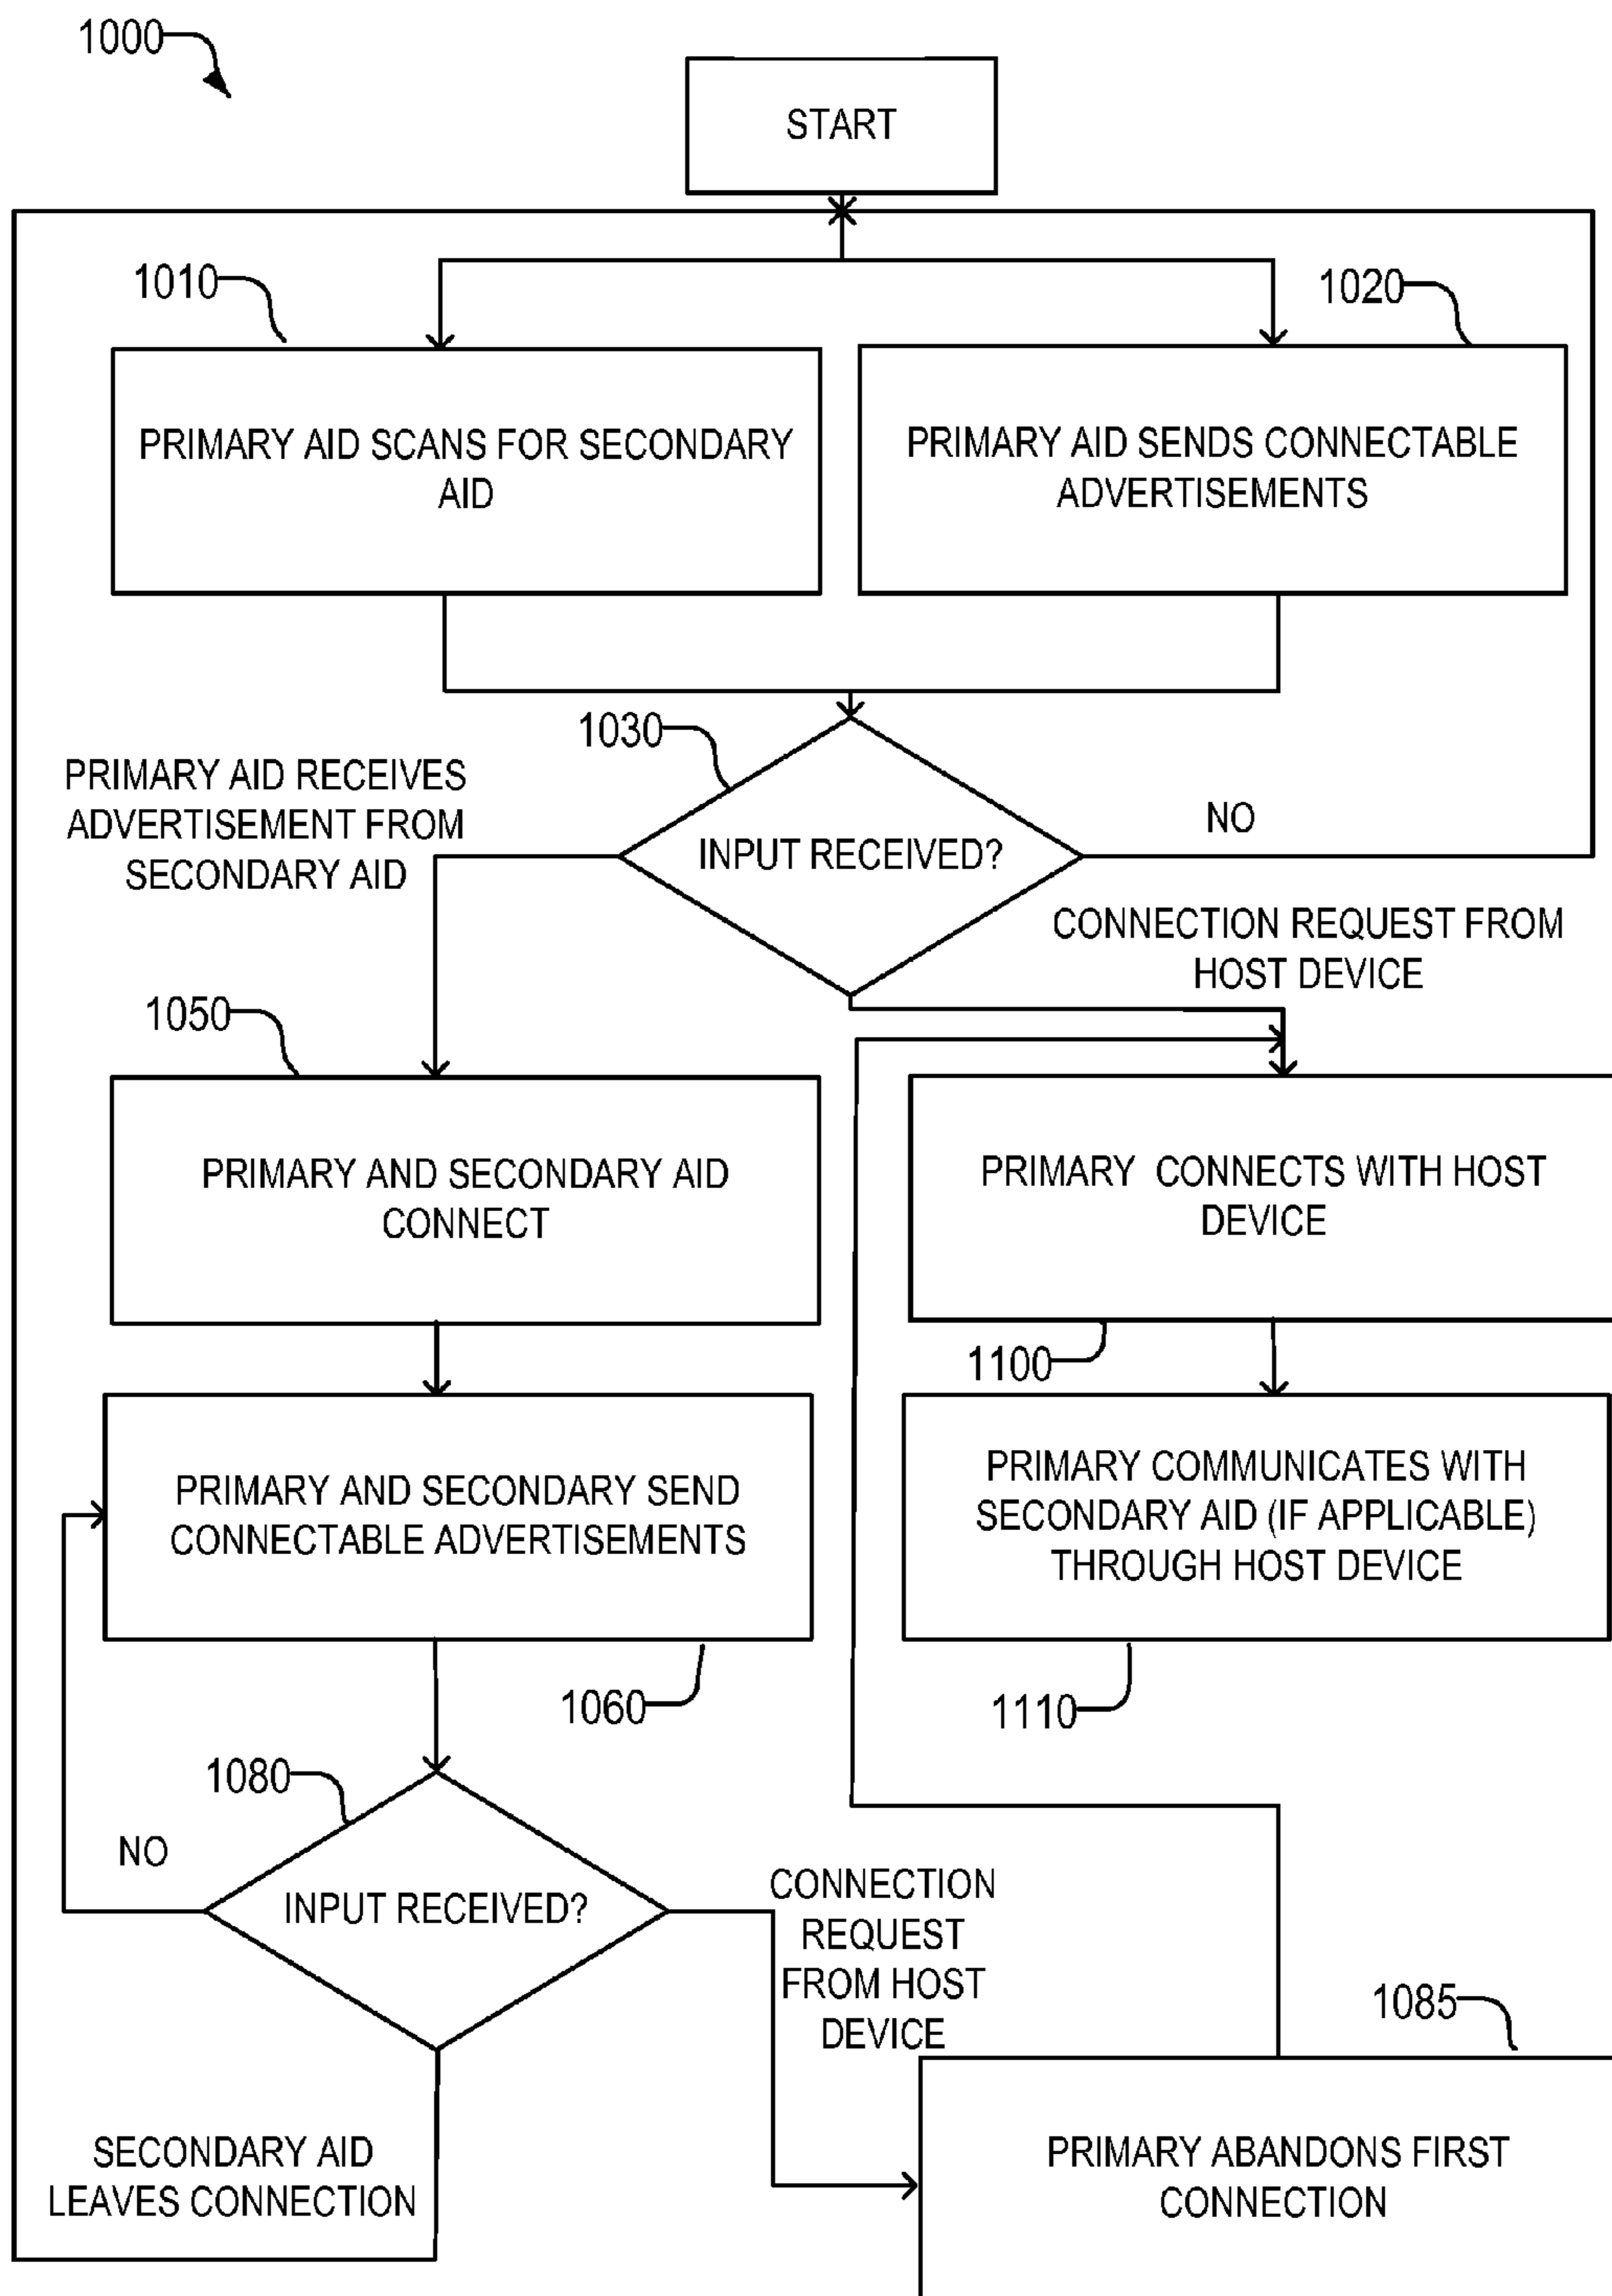 1000
START
1010
1020
PRIMARY AID SCANS FOR SECONDARY
AID
PRIMARY AID SENDS CONNECTABLE
ADVERTISEMENTS
1030
PRIMARY AID RECEIVES
ADVERTISEMENT FROM
SECONDARY AID
INPUT RECEIVED?
NO
CONNECTION REQUEST FROM
HOST DEVICE
1050
PRIMARY AND SECONDARY AID
CONNECT
PRIMARY CONNECTS WITH HOST
DEVICE
1100
PRIMARY AND SECONDARY SEND
CONNECTABLE ADVERTISEMENTS
PRIMARY COMMUNICATES WITH
SECONDARY AID (IF APPLICABLE)
THROUGH HOST DEVICE
1060
1110
1080
NO
INPUT RECEIVED?
CONNECTION
REQUEST
FROM HOST
DEVICE
1085
SECONDARY AID
LEAVES CONNECTION
PRIMARY ABANDONS FIRST
CONNECTION